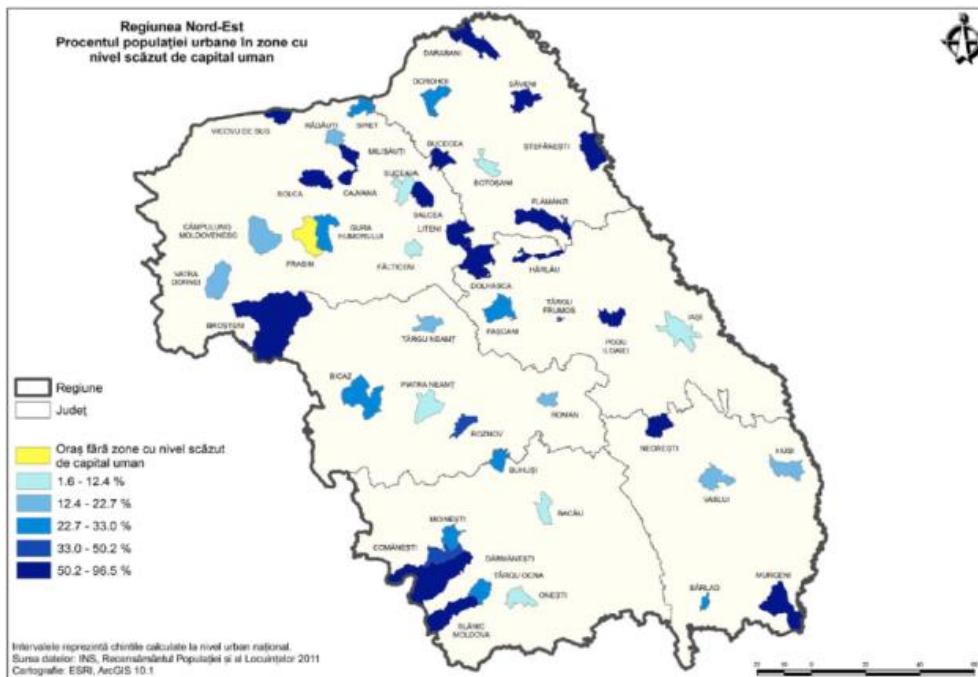 Regiunea Nord-Est
Procentul populației urbane în zone cu
nivel scăzut de capital uman
DARABANI
DOROHOI
SĂVENI
VICOVU DE SUS
RĂDĂUȚI
SIRET
MILIȘĂUȚI
BUCECEA
ȘTEFĂNEȘTI
SUCEAVA
BOTOȘANI
SOLCA
CAJVANA
SALCEA
FLĂMÂNZI
CÂMPULUNG
MOLDOVENESC
GURA
HUMORULUI
LITENI
FRASIN
FĂLTICENI
HÂRLĂU
VATRA
DORNEI
DOLHASCA
BROȘTENI
TÂRGU
FRUMOS
IAȘI
PAȘCANI
TÂRGU NEAMȚ
PODU
ILOAIEI
BICAZ
PIATRA NEAMȚ
ROMAN
ROZNOV
NEGREȘTI
HUȘI
BUHUȘI
VASLUI
BACĂU
MOINEȘTI
COMĂNEȘTI
DĂRMĂNEȘTI
TÂRGU OCNA
ONEȘTI
BÂRLAD
MURGENI
SLĂNIC
MOLDOVA
Regiune
Județ
Oraș fără zone cu nivel scăzut
de capital uman
1.6 - 12.4 %
12.4 - 22.7 %
22.7 - 33.0 %
33.0 - 50.2 %
50.2 - 96.5 %
Intervalele reprezintă chintile calculate la nivel urban național.
Sursa datelor: INS, Recensământul Populației și al Locuințelor 2011
Cartografie: ESRI, ArcGIS 10.1